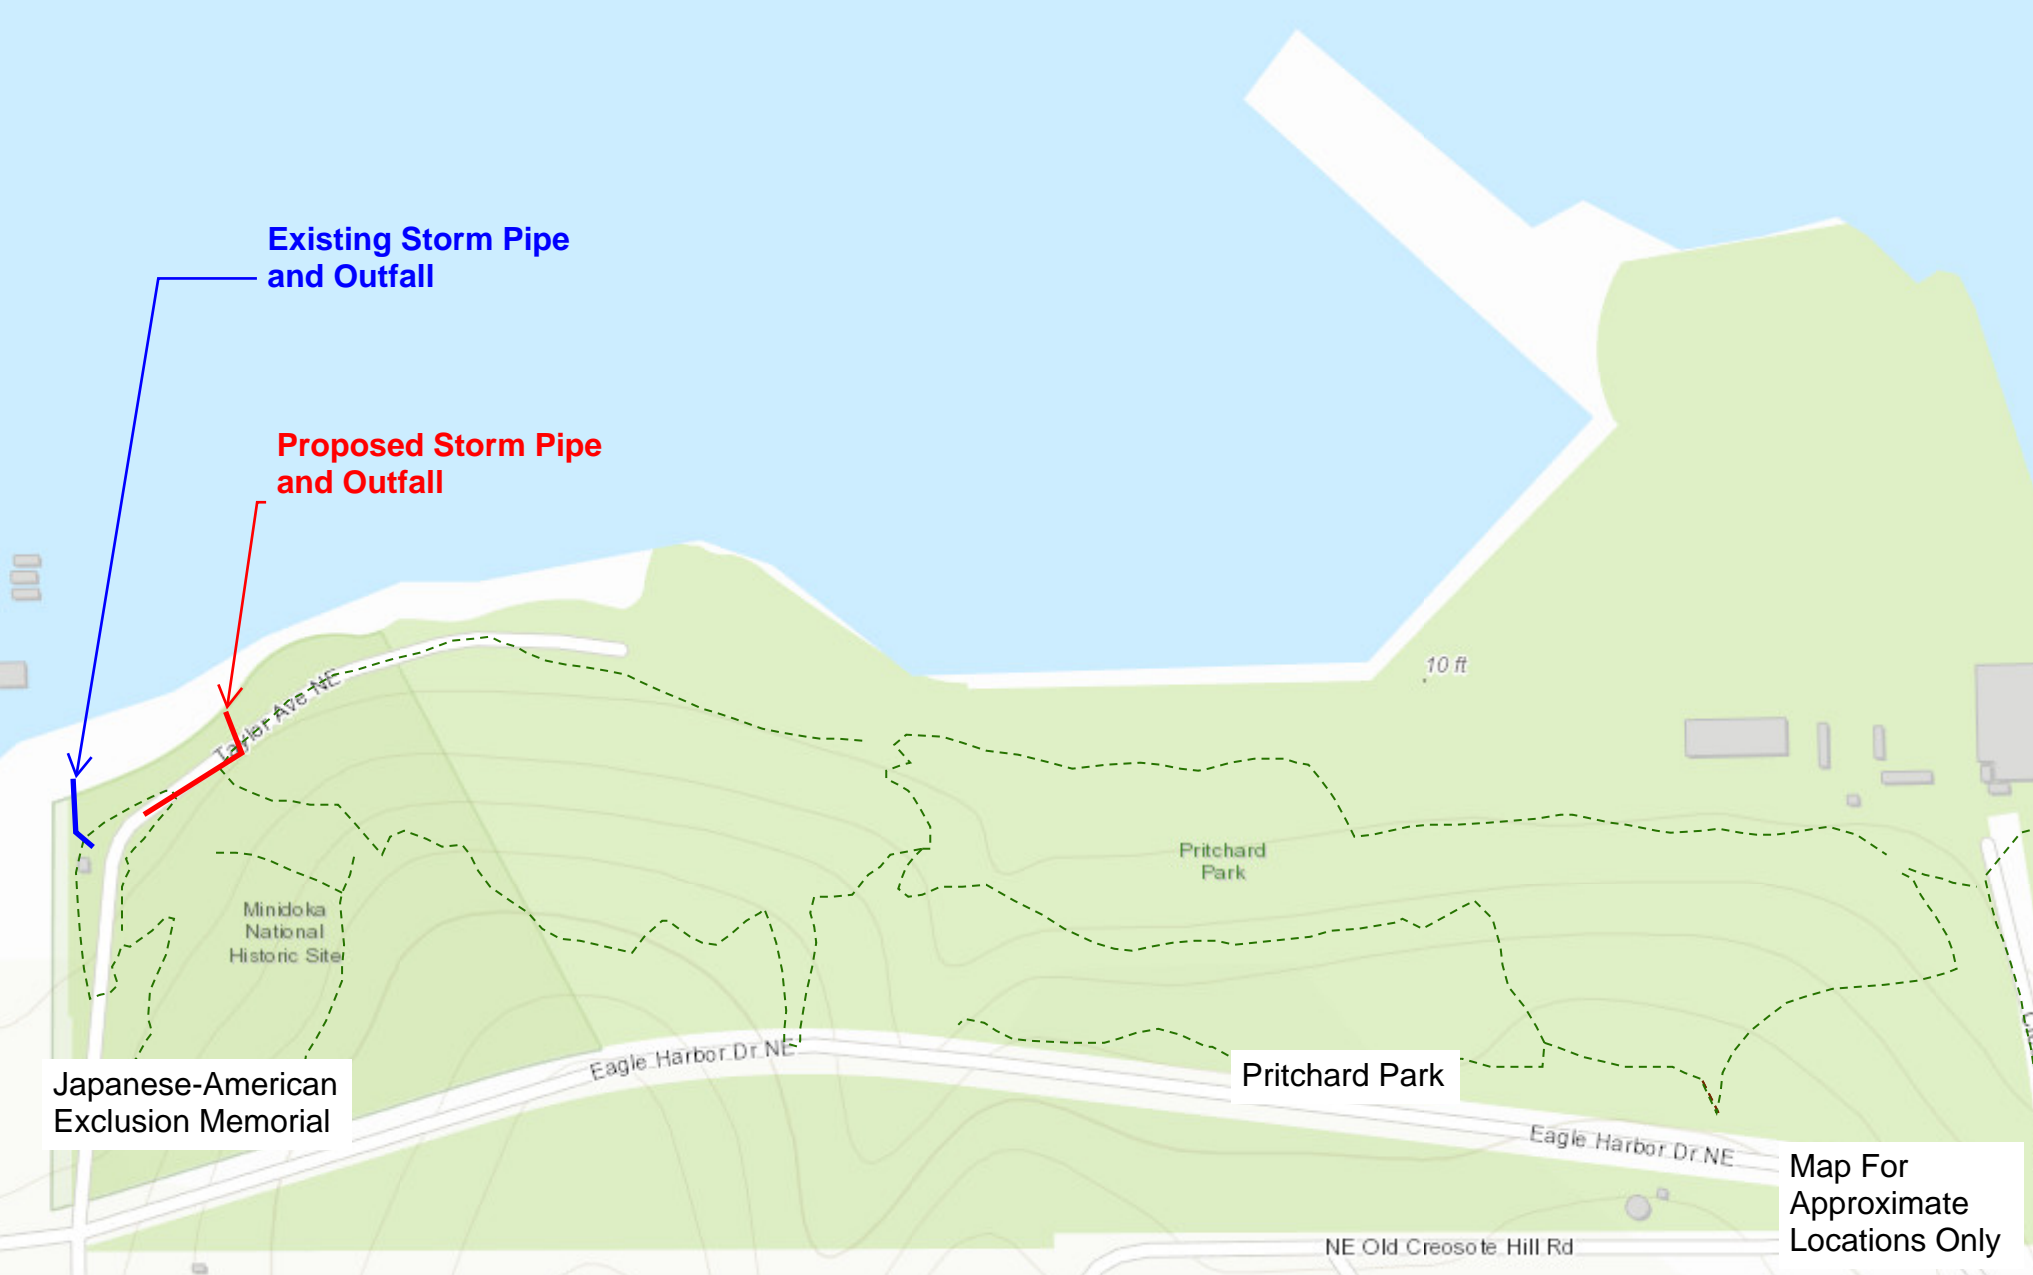 Existing Storm Pipe
and Outfall
Proposed Storm Pipe
and Outfall
Taylor Ave NE
10 ft
Pritchard
Park
Minidoka
National
Historic Site
Eagle Harbor Dr NE
Japanese-American
Exclusion Memorial
Pritchard Park
Eagle Harbor Dr NE
Map For
Approximate
Locations Only
NE Old Creosote Hill Rd